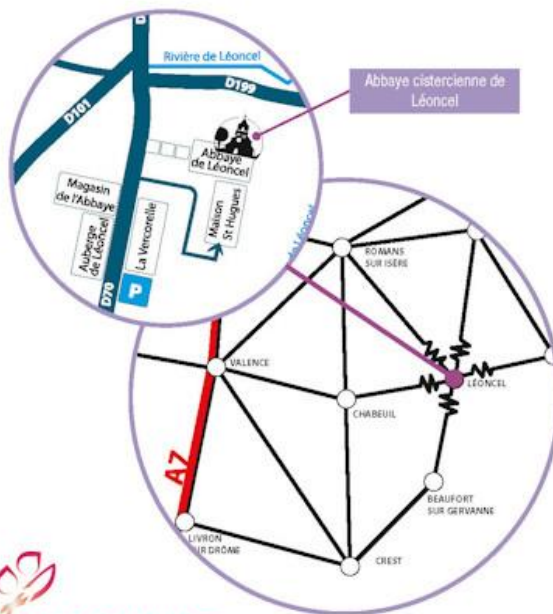 D
Rivière de Léoncel
D199
D101
Abbaye cistercienne de
Léoncel
Abbaye
de Léoncel
Magasin
de l'Abbaye
Maison
St Hugues
Auberge
de Léoncel
La Vercorelle
P
D70
de Léoncel
ROMANS
SUR ISÈRE
VALENCE
LÉONCEL
CHABEUIL
A7
BEAUFORT
SUR GERVANNE
LIVRON
SUR DRÔME
CREST